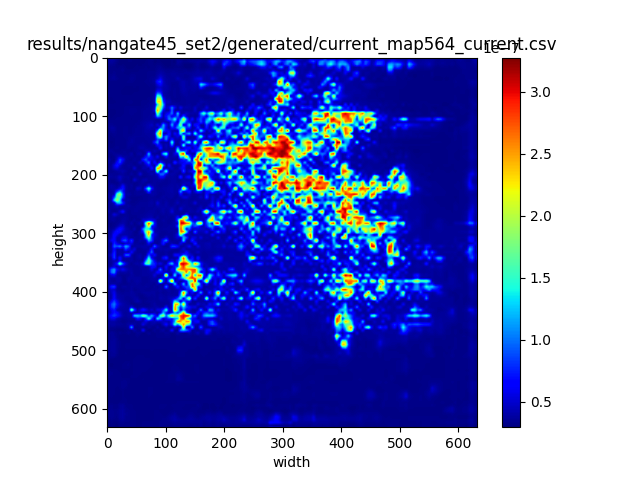 results/nangate45_set2/generated/current_map564_current.csv
1e−7
0
100
200
300
400
500
600
height
0 100 200 300 400 500 600
width
3.0
2.5
2.0
1.5
1.0
0.5